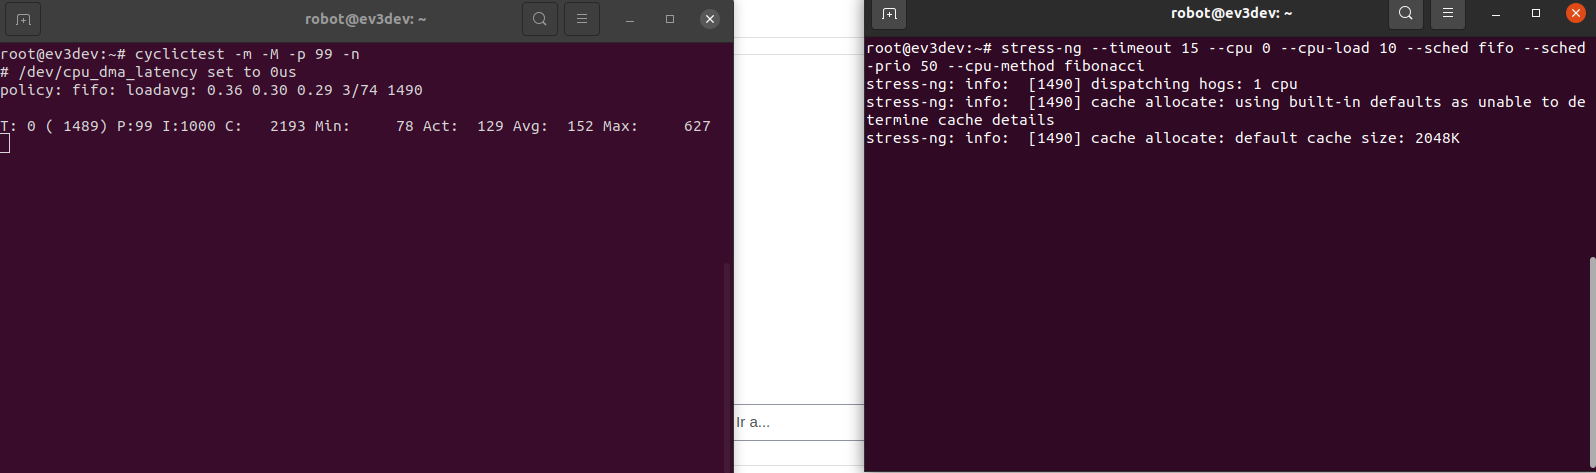 robot@ev3dev: ~
root@ev3dev:~# cyclictest -m -M -p 99 -n
# /dev/cpu_dma_latency set to 0us
policy: fifo: loadavg: 0.36 0.30 0.29 3/74 1490
T: 0 ( 1489) P:99 I:1000 C:   2193 Min:     78 Act:  129 Avg:  152 Max:     627
Ir a...
robot@ev3dev: ~
root@ev3dev:~# stress-ng --timeout 15 --cpu 0 --cpu-load 10 --sched fifo --sched
-prio 50 --cpu-method fibonacci
stress-ng: info:  [1490] dispatching hogs: 1 cpu
stress-ng: info:  [1490] cache allocate: using built-in defaults as unable to de
termine cache details
stress-ng: info:  [1490] cache allocate: default cache size: 2048K